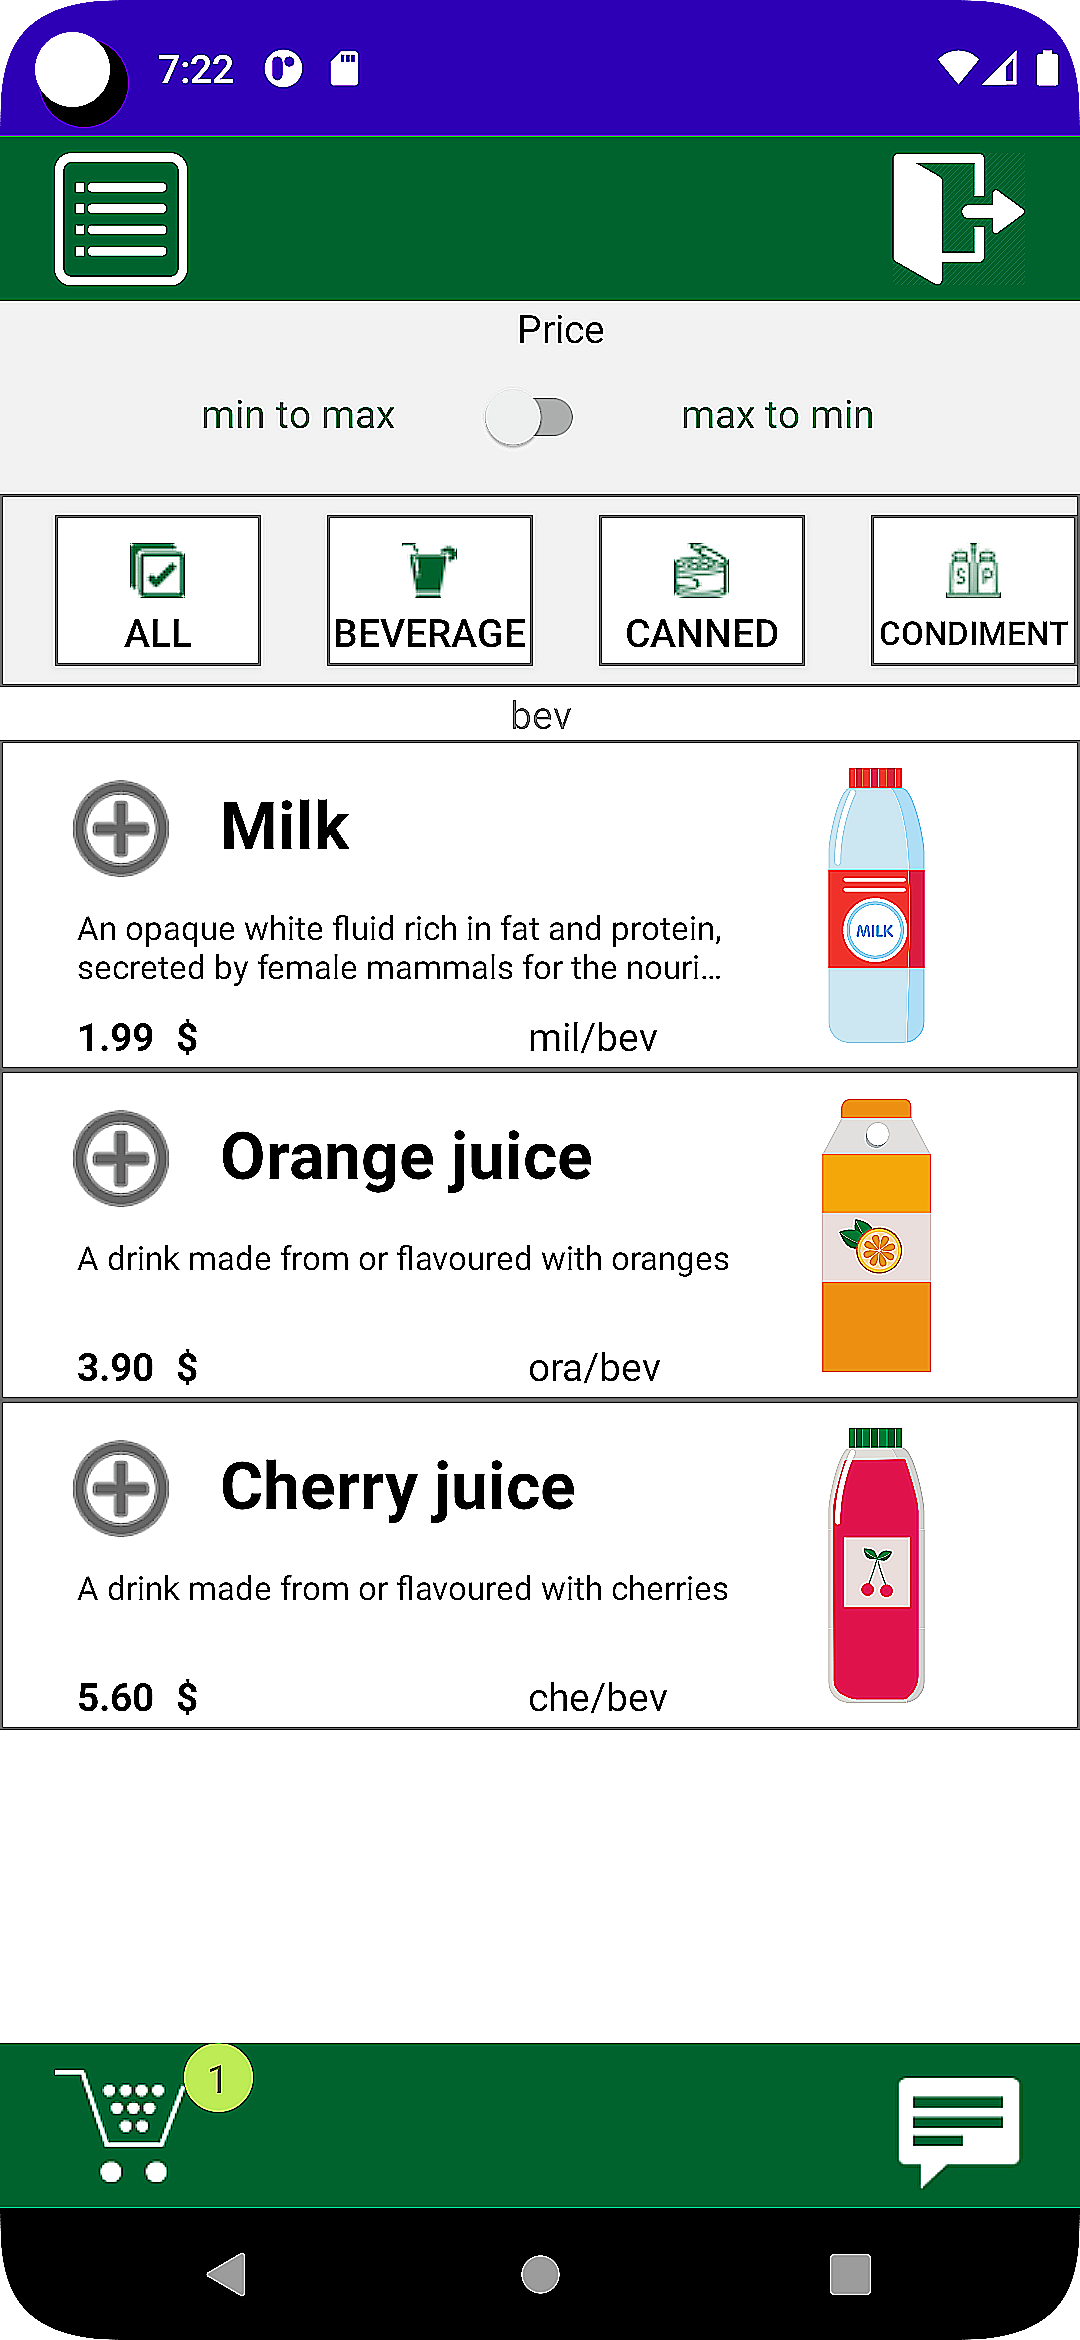 7:22
Price
min to max
max to min
ALL
BEVERAGE
CANNED
S P
CONDIMENT
bev
Milk
An opaque white fluid rich in fat and protein,
secreted by female mammals for the nouri...
1.99 $
mil/bev
MILK
Orange juice
A drink made from or flavoured with oranges
3.90 $
ora/bev
Cherry juice
A drink made from or flavoured with cherries
5.60 $
che/bev
1